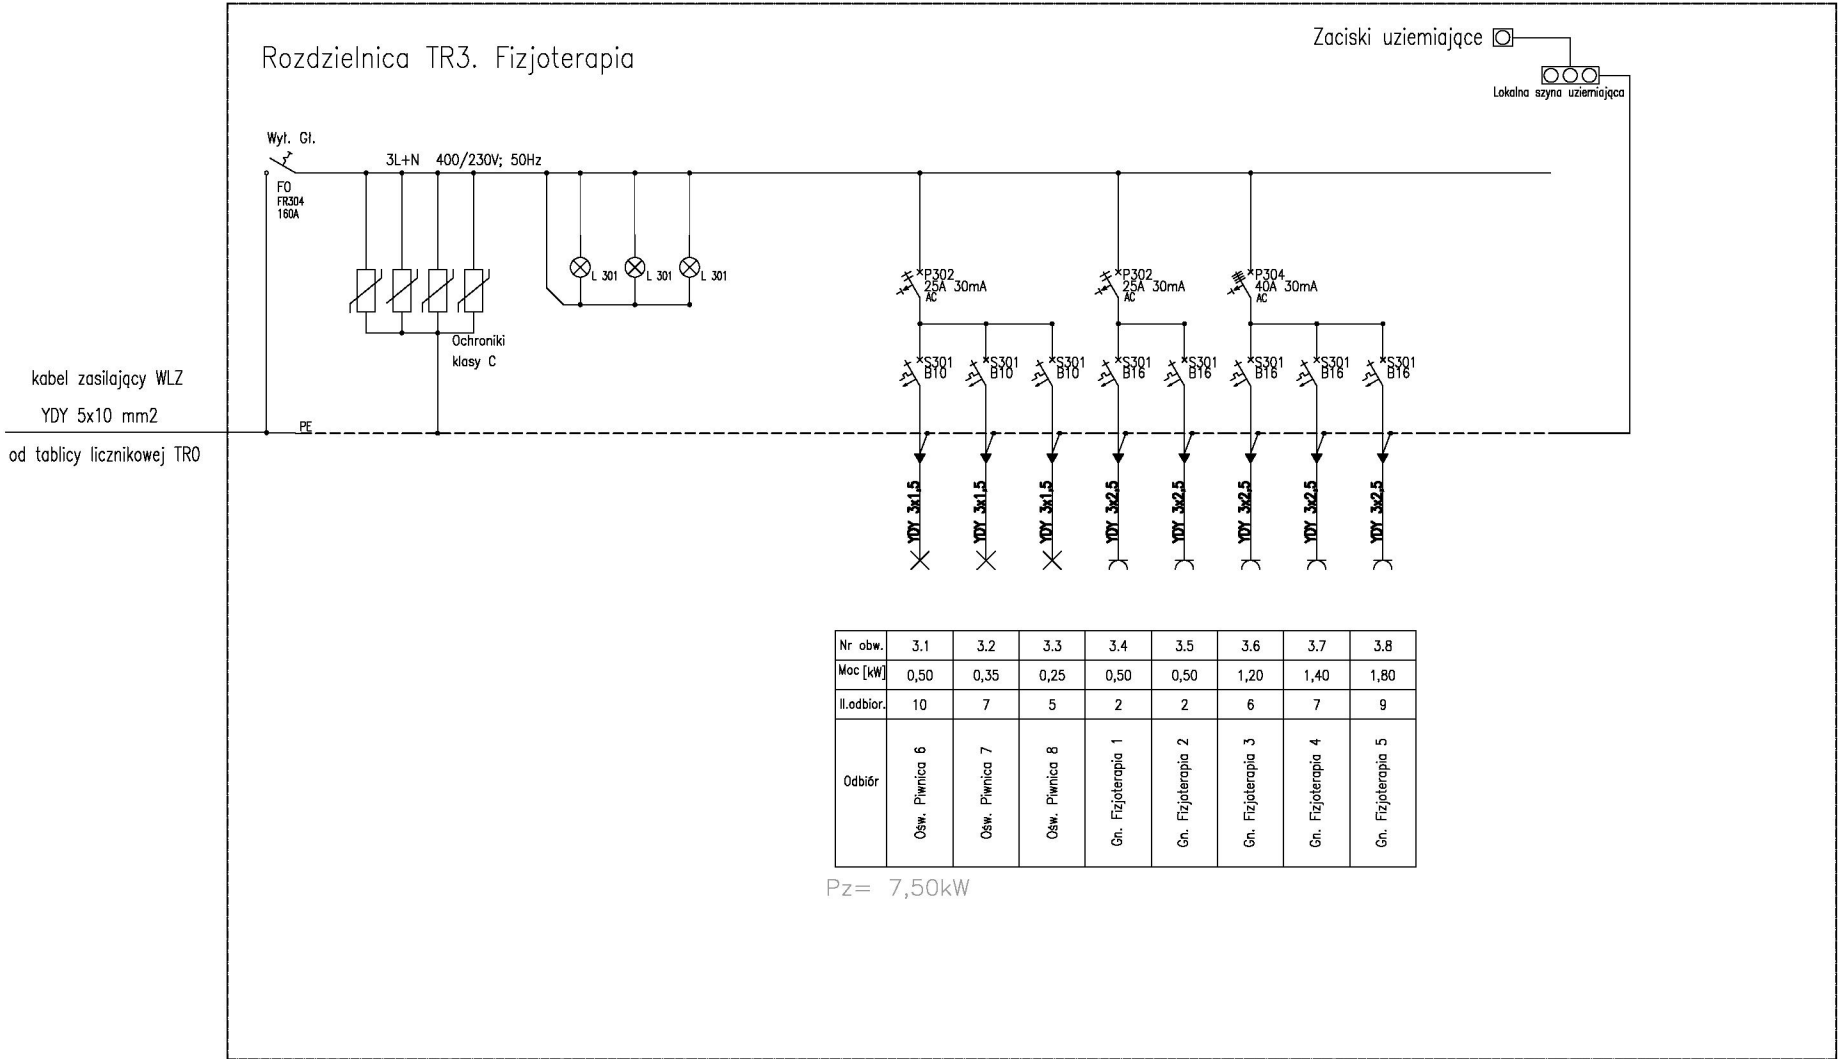 Rozdzielnica TR3. Fizjoterapia
Zaciski uziemiające
Lokalna szyna uziemiająca
Wył. Gł.
3L+N 400/230V; 50Hz
F0
FR304
160A
L 301
L 301
L 301
Ochroniki
klasy C
P302
25A 30mA
AC
P302
25A 30mA
AC
P304
40A 30mA
AC
S301
B10
S301
B10
S301
B10
S301
B16
S301
B16
S301
B16
S301
B16
S301
B16
kabel zasilający WLZ
YDY 5x10 mm2
od tablicy licznikowej TR0
PE
YDY 3x1,5
YDY 3x1,5
YDY 3x1,5
YDY 3x2,5
YDY 3x2,5
YDY 3x2,5
YDY 3x2,5
YDY 3x2,5
Nr obw. 3.1 3.2 3.3 3.4 3.5 3.6 3.7 3.8
Moc [kW] 0,50 0,35 0,25 0,50 0,50 1,20 1,40 1,80
Il.odbior. 10 7 5 2 2 6 7 9
Odbiór
Ośw. Piwnica 6
Ośw. Piwnica 7
Ośw. Piwnica 8
Gn. Fizjoterapia 1
Gn. Fizjoterapia 2
Gn. Fizjoterapia 3
Gn. Fizjoterapia 4
Gn. Fizjoterapia 5
Pz= 7,50kW